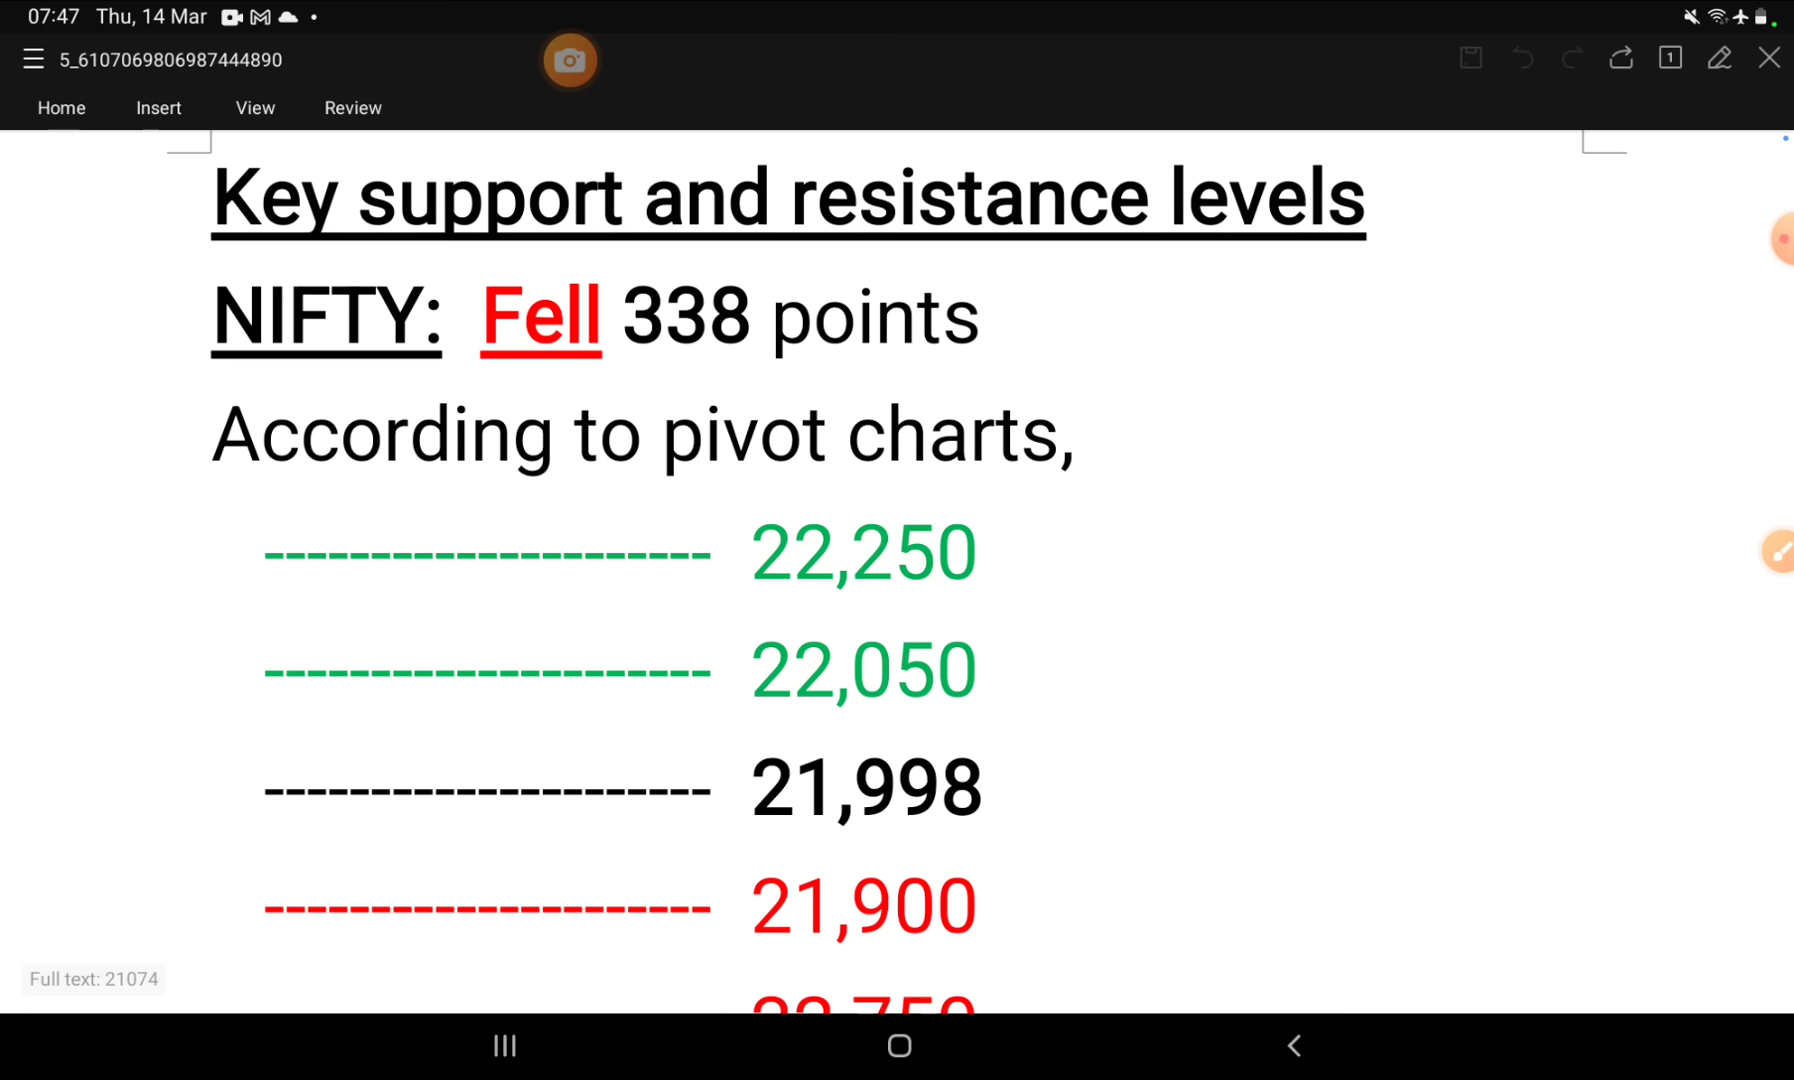 07:47 Thu, 14 Mar
5_6107069806987444890
1
Home Insert View Review
Key support and resistance levels
NIFTY: Fell 338 points
According to pivot charts,
--------------------- 22,250
--------------------- 22,050
--------------------- 21,998
--------------------- 21,900
Full text: 21074